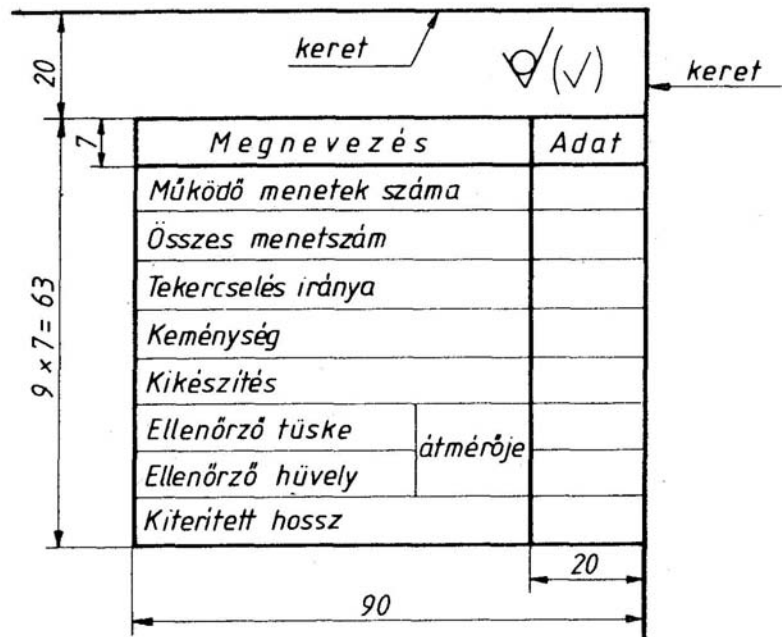 20
keret
(√)
keret
7
Megnevezés Adat
Működő menetek száma
Összes menetszám
Tekercselés iránya
Keménység
Kikészítés
Ellenőrző tüske
átmérője
Ellenőrző hüvely
Kiterített hossz
9 × 7 = 63
20
90